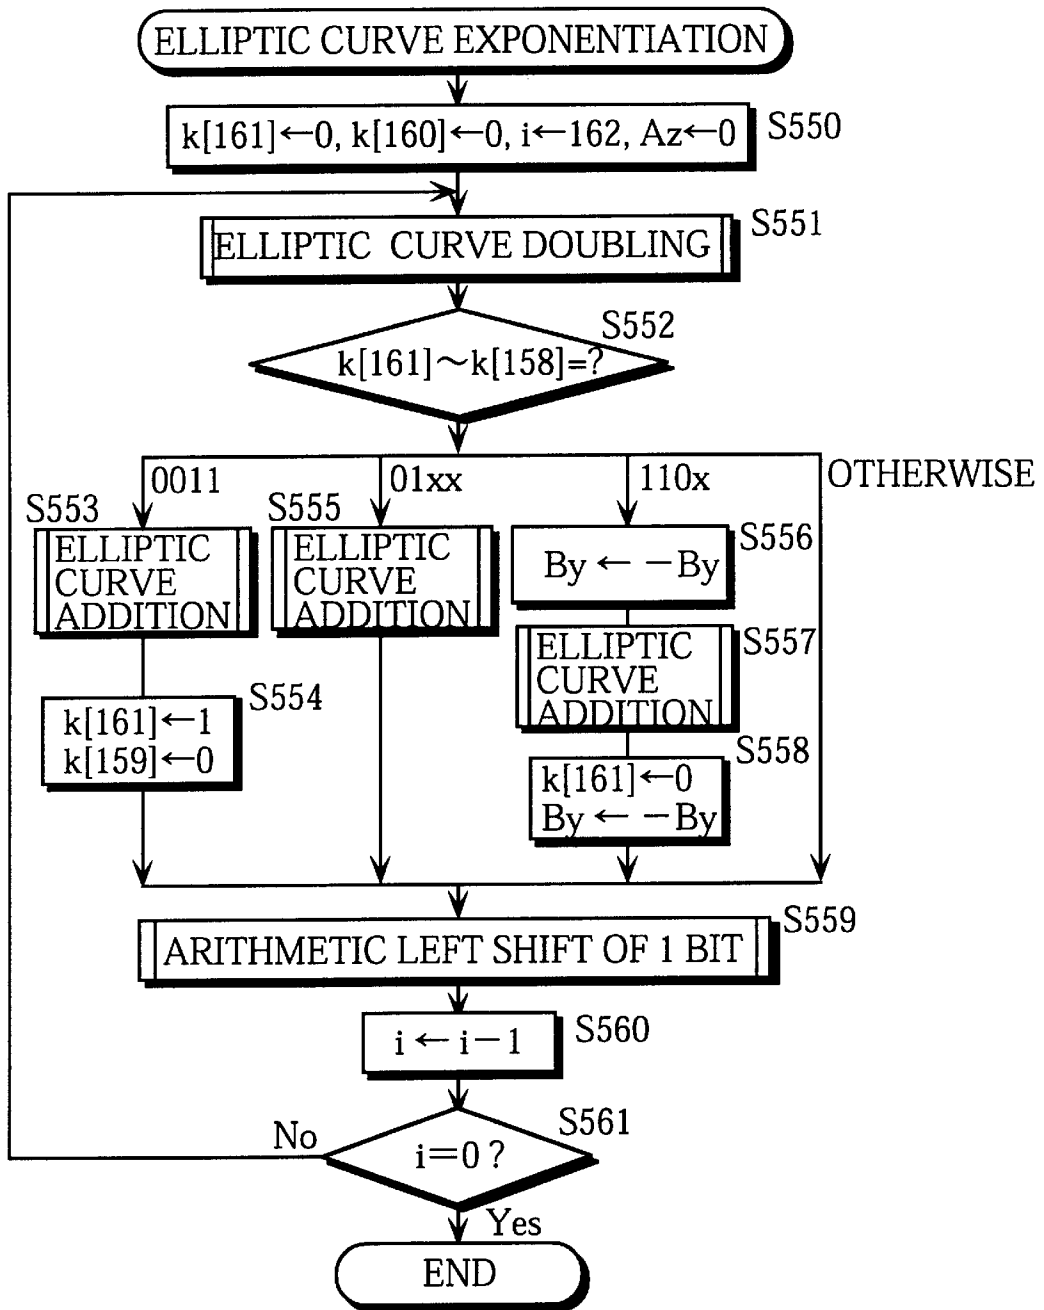 ELLIPTIC CURVE EXPONENTIATION
k[161]←0, k[160]←0, i←162, Az←0
S550
ELLIPTIC CURVE DOUBLING
S551
S552
k[161]～k[158]=?
0011
01xx
110x
OTHERWISE
S553
ELLIPTIC
CURVE
ADDITION
S554
k[161]←1
k[159]←0
S555
ELLIPTIC
CURVE
ADDITION
S556
By ← －By
S557
ELLIPTIC
CURVE
ADDITION
S558
k[161]←0
By ← －By
ARITHMETIC LEFT SHIFT OF 1 BIT
S559
i ← i－1
S560
S561
i＝0 ?
No
Yes
END